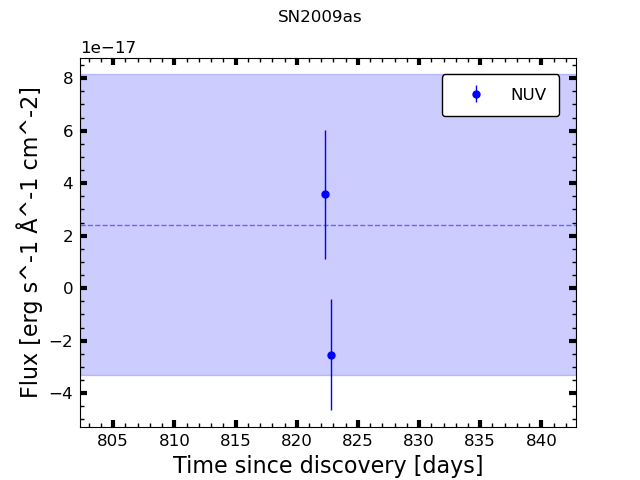 SN2009as
1e−17
NUV
8
6
4
2
0
−2
−4
Flux [erg s^-1 Å^-1 cm^-2]
805 810 815 820 825 830 835 840
Time since discovery [days]